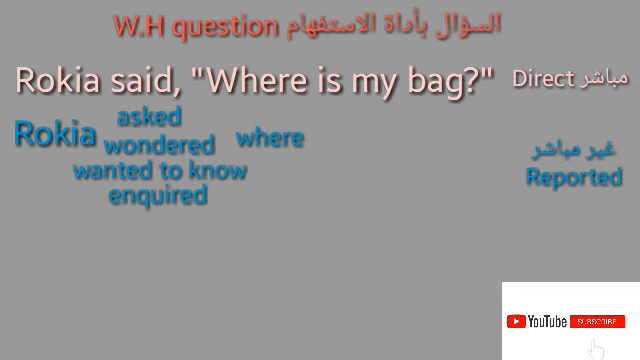 W.H question السؤال بأداة الاستفهام
Rokia said, "Where is my bag?" Direct مباشر
Rokia asked where
wondered
wanted to know
enquired
غير مباشر
Reported
YouTube SUBSCRIBE